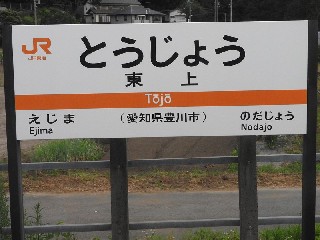 JR
JR東海
とうじょう
東上
Tōjō
えじま
(愛知県豊川市)
のだじょう
Ejima
Nodajō